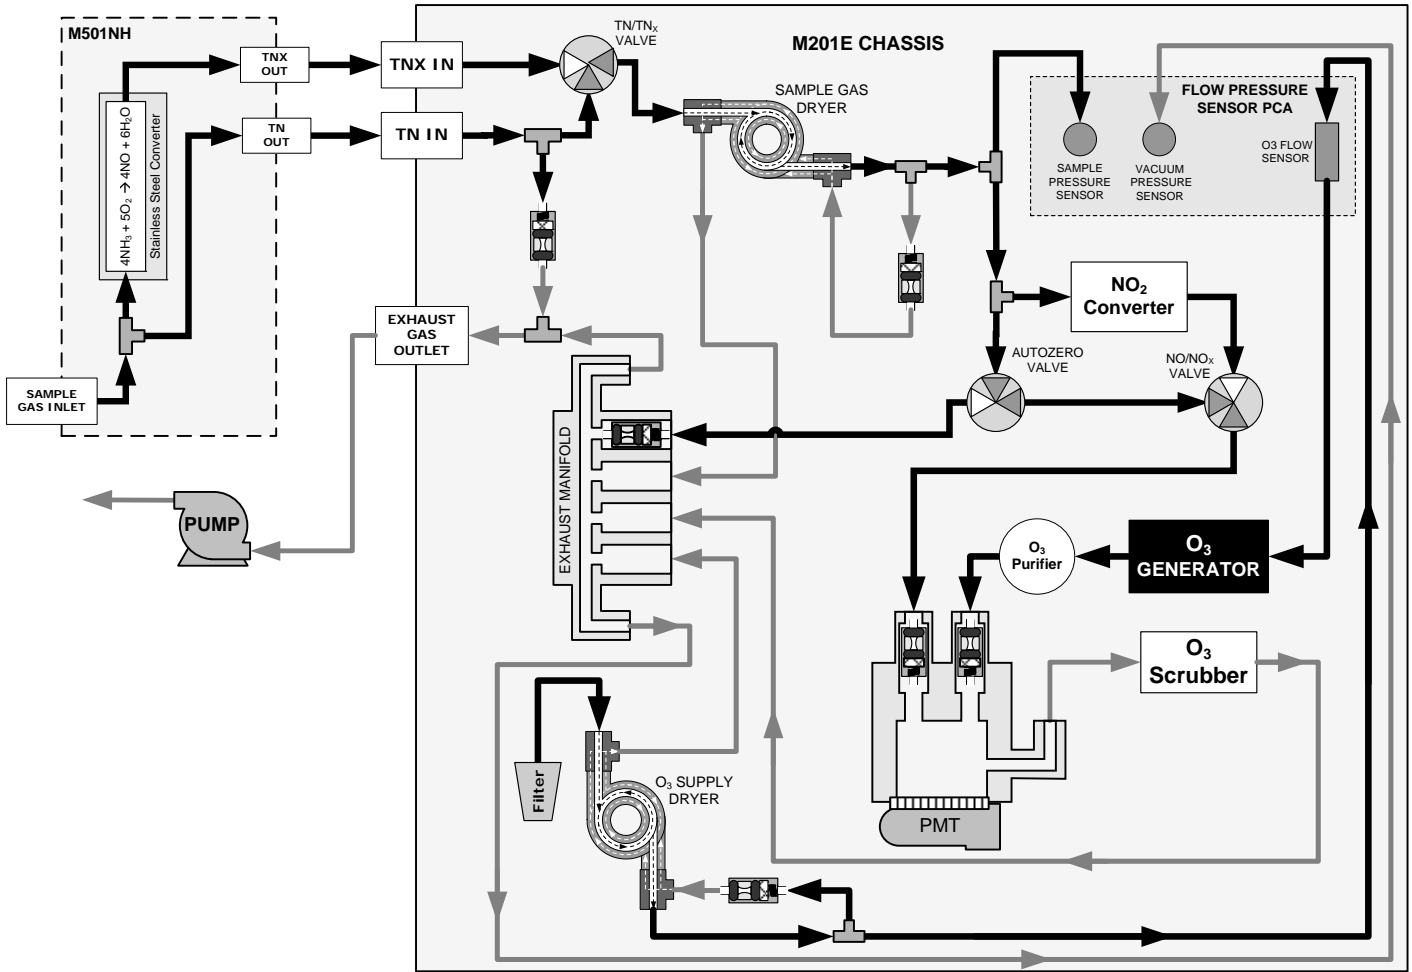 M501NH
TNX
OUT
TN
OUT
4NH₃ + 5O₂ → 4NO + 6H₂O
Stainless Steel Converter
SAMPLE
GAS INLET
TNX IN
TN IN
TN/TNX
VALVE
M201E CHASSIS
SAMPLE GAS
DRYER
FLOW PRESSURE
SENSOR PCA
SAMPLE
PRESSURE
SENSOR
VACUUM
PRESSURE
SENSOR
O3 FLOW
SENSOR
NO₂
Converter
EXHAUST
GAS
OUTLET
AUTOZERO
VALVE
NO/NOX
VALVE
EXHAUST MANIFOLD
PUMP
O₃
Purifier
O₃
GENERATOR
O₃
Scrubber
Filter
O₃ SUPPLY
DRYER
PMT